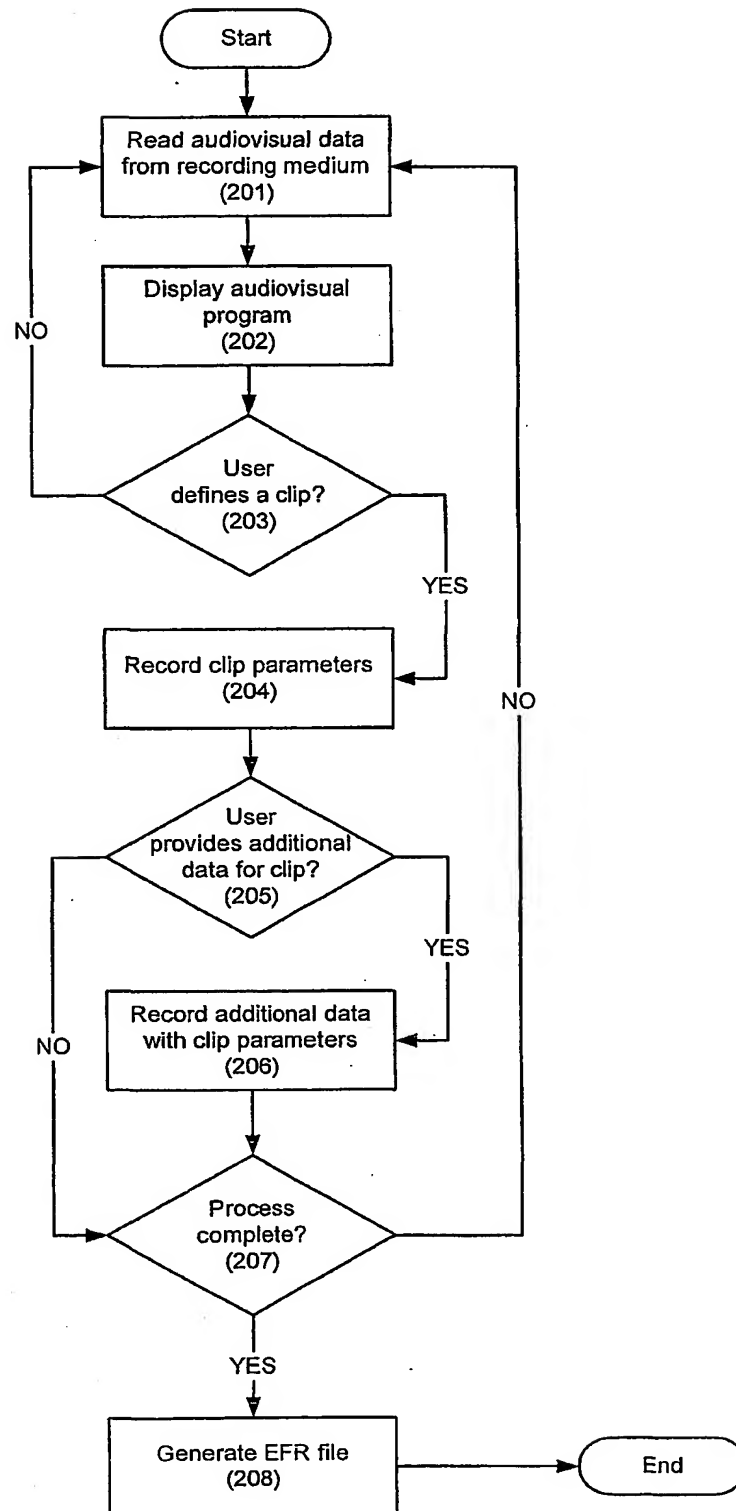 Start
Read audiovisual data
from recording medium
(201)
Display audiovisual
program
(202)
NO
User
defines a clip?
(203)
YES
Record clip parameters
(204)
NO
User
provides additional
data for clip?
(205)
YES
Record additional data
with clip parameters
(206)
NO
Process
complete?
(207)
YES
Generate EFR file
(208)
End